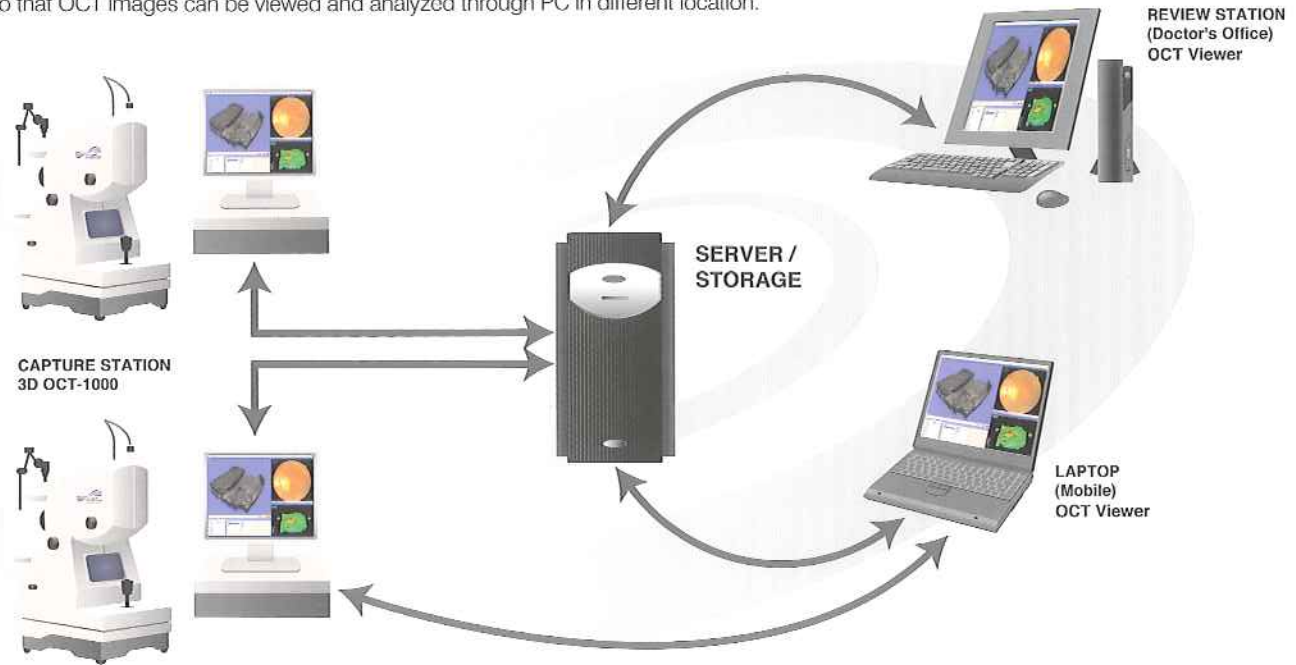 o that OCT images can be viewed and analyzed through PC in different location.
REVIEW STATION
(Doctor's Office)
OCT Viewer
SERVER /
STORAGE
CAPTURE STATION
3D OCT-1000
LAPTOP
(Mobile)
OCT Viewer